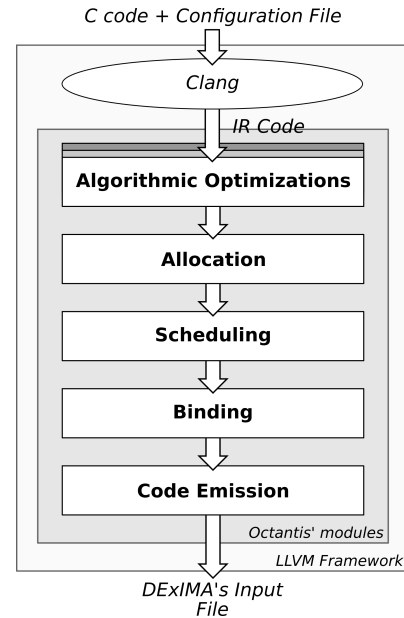 C code + Configuration File
Clang
IR Code
Algorithmic Optimizations
Allocation
Scheduling
Binding
Code Emission
Octantis' modules
LLVM Framework
DExIMA's Input
File